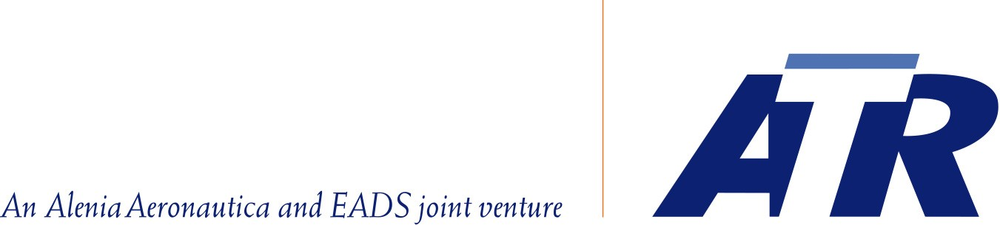 An Alenia Aeronautica and EADS joint venture
ATR